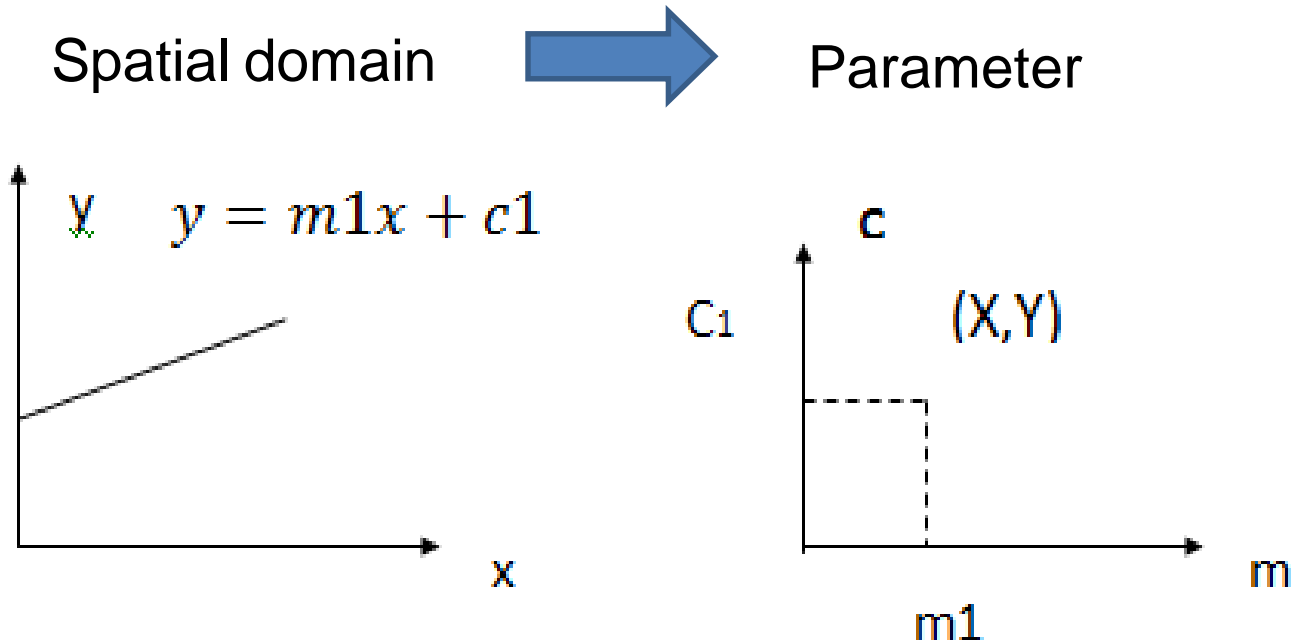 Spatial domain
Parameter
y
y = m1x + c1
x
c
C1
(X,Y)
m
m1